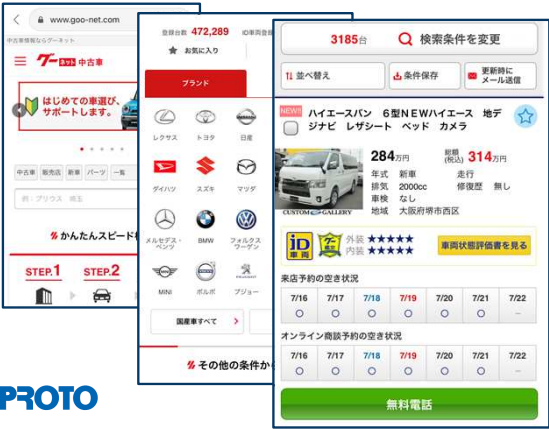 www.goo-net.com
中古車情報ならグーネット
グーネット 中古車
はじめての車選び、
サポートします。
中古車 販売店 新車 パーツ 一覧
例：プリウス 埼玉
かんたんスピード
STEP.1 STEP.2
登録台数 472,289 ID車両登録
お気に入り
ブランド
レクサス トヨタ 日産
ダイハツ スズキ マツダ
メルセデス・ベンツ BMW フォルクスワーゲン
MINI ボルボ プジョー
国産車すべて
その他の条件か
3185台 検索条件を変更
並べ替え 条件保存 更新時にメール送信
NEW!! ハイエースバン 6型NEWハイエース 地デ
ジナビ レザシート ベッド カメラ
284万円 総額(税込) 314万円
年式 新車 走行
排気 2000cc 修復歴 無し
車検 なし
地域 大阪府堺市西区
CUSTOM GALLERY
iD車両 グー鑑定 外装 ★★★★★
内装 ★★★★★
車両状態評価書を見る
来店予約の空き状況
7/16 7/17 7/18 7/19 7/20 7/21 7/22
○ ○ ○ ○ ○ ○ －
オンライン商談予約の空き状況
7/16 7/17 7/18 7/19 7/20 7/21 7/22
○ ○ ○ ○ ○ ○ －
無料電話
PROTO